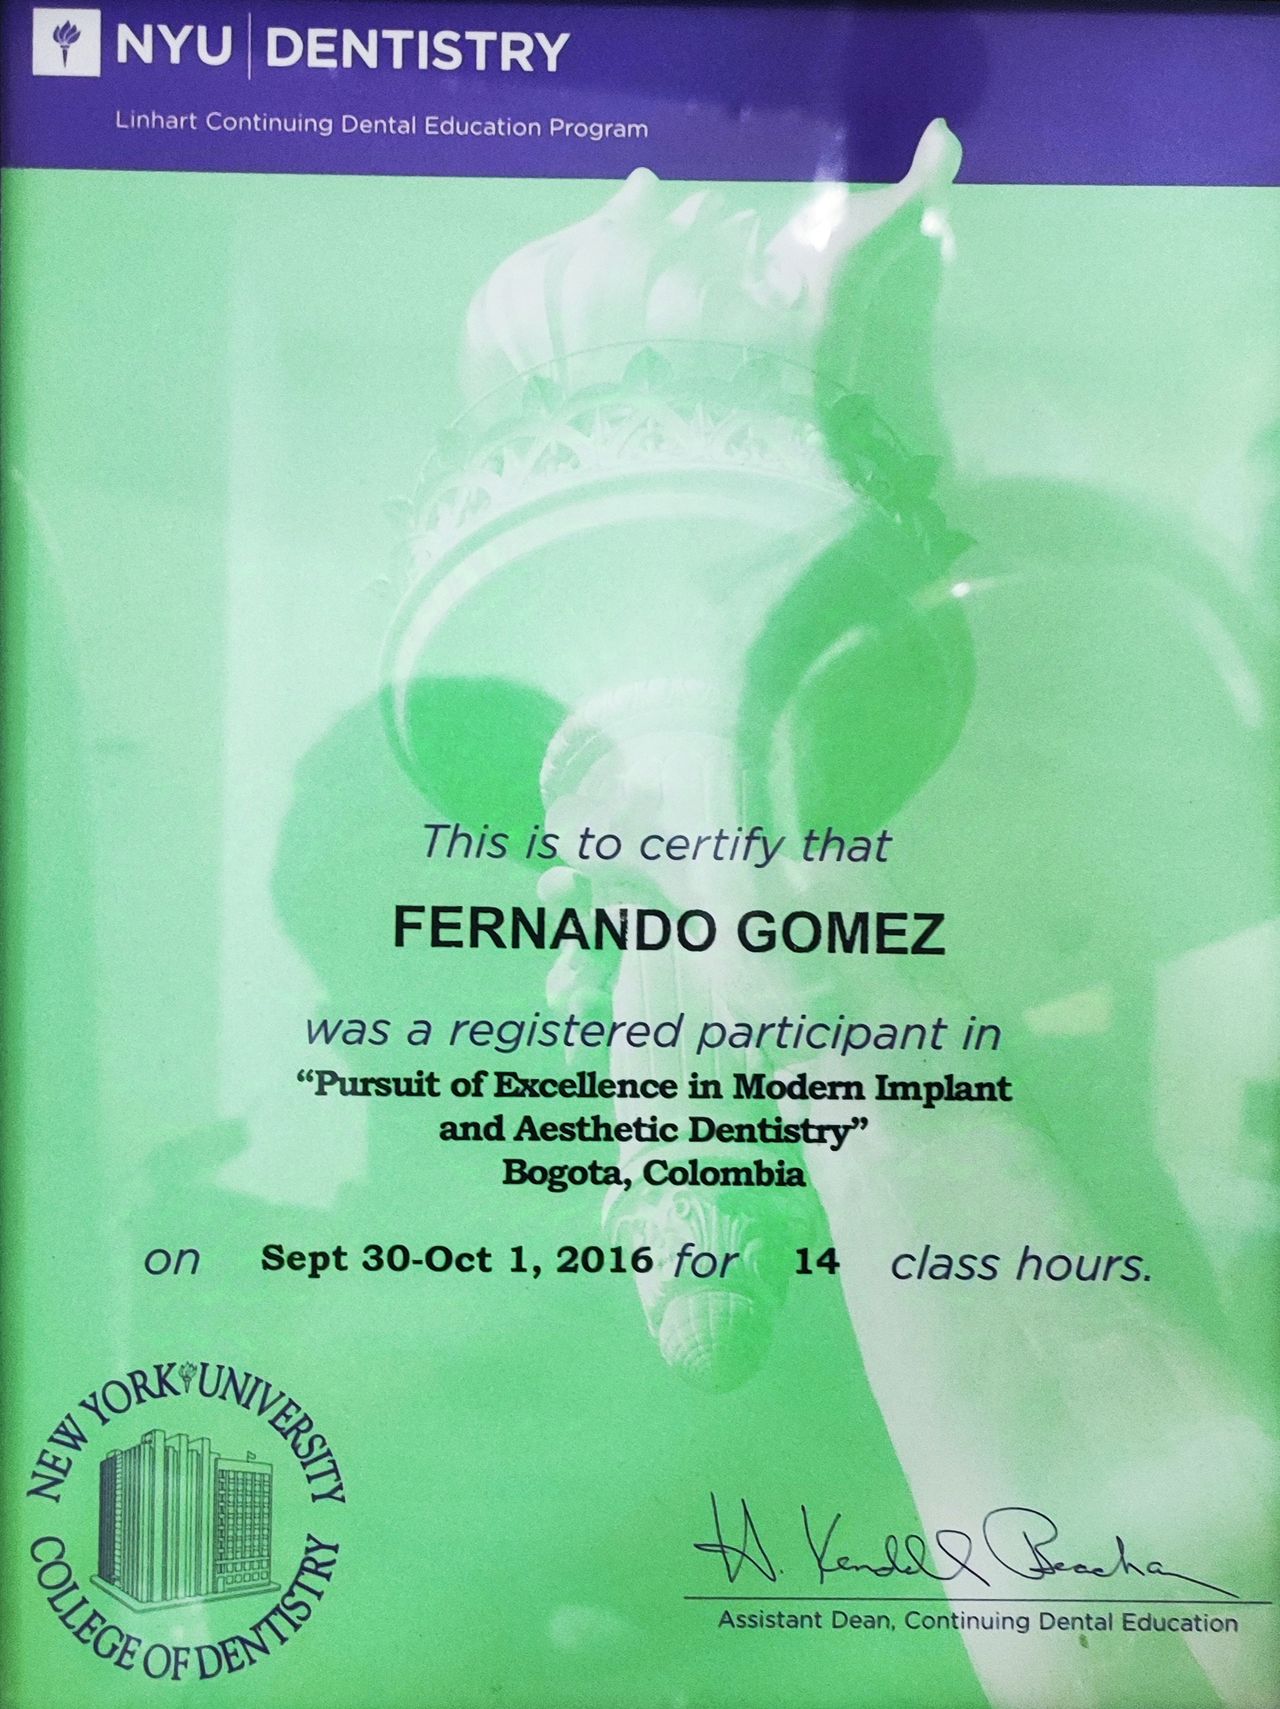 NYU | DENTISTRY
Linhart Continuing Dental Education Program
This is to certify that
FERNANDO GOMEZ
was a registered participant in
“Pursuit of Excellence in Modern Implant
and Aesthetic Dentistry”
Bogota, Colombia
on Sept 30-Oct 1, 2016 for 14 class hours.
NEW YORK UNIVERSITY
COLLEGE OF DENTISTRY
H. Kendall Beacham
Assistant Dean, Continuing Dental Education